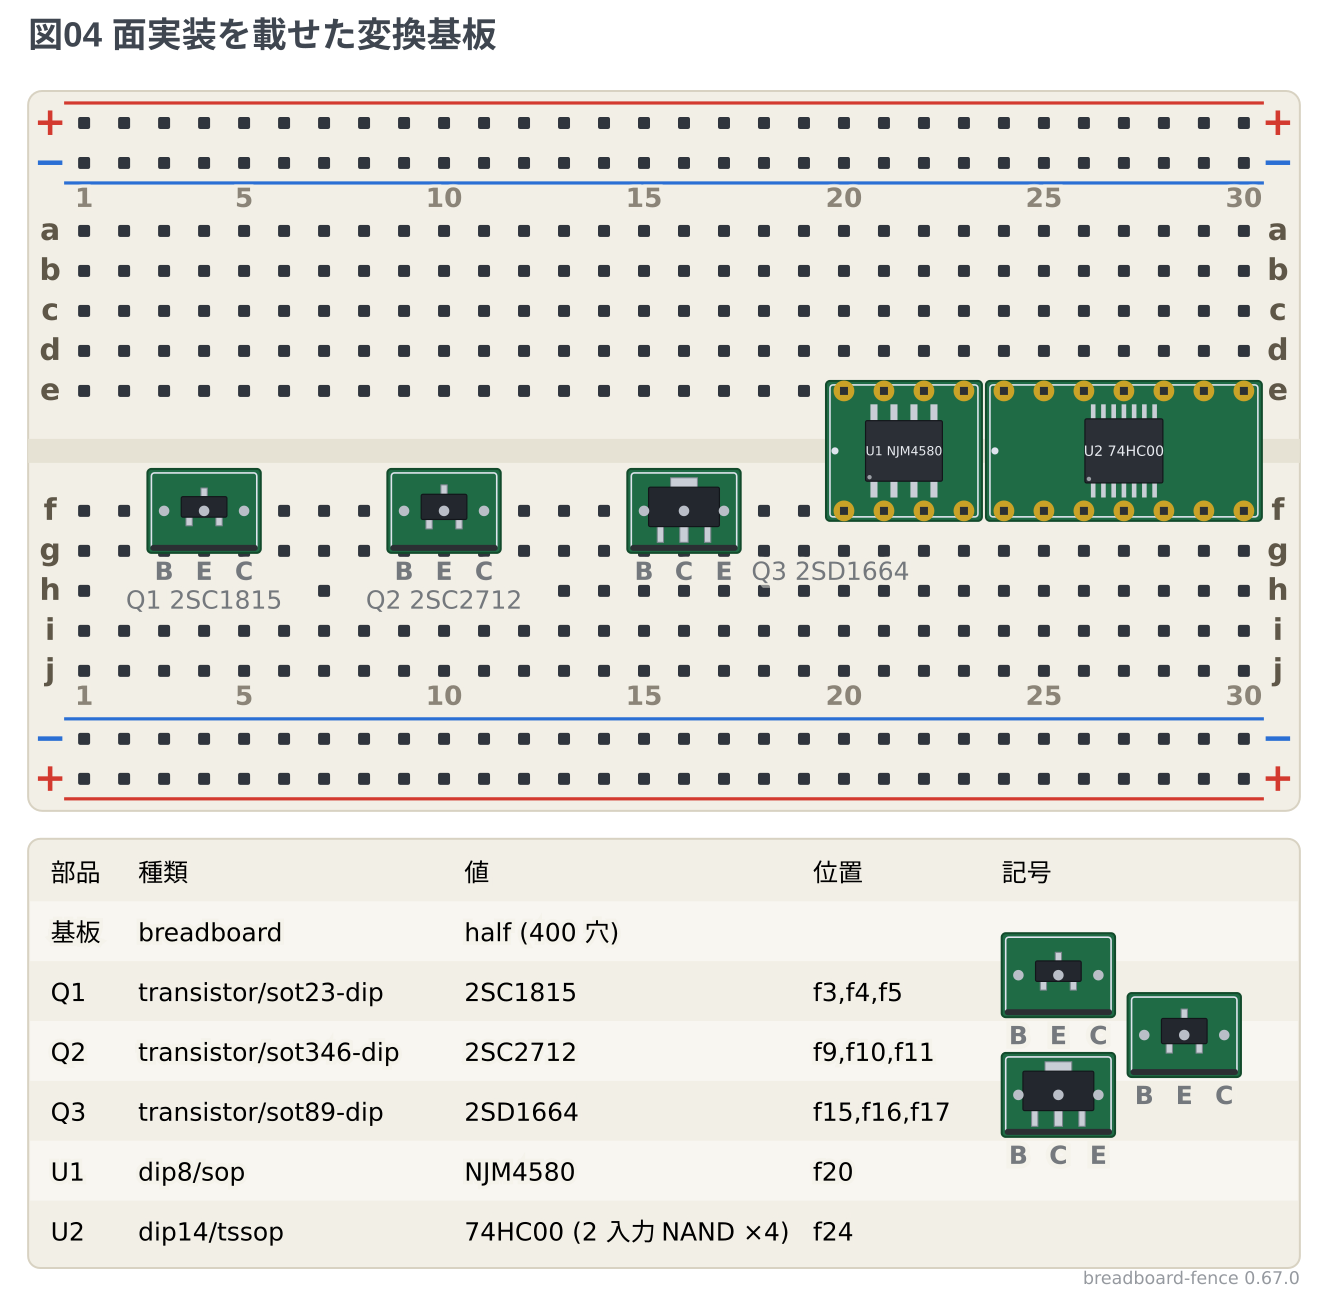 図04 面実装を載せた変換基板
+ +
− −
1 5 10 15 20 25 30
a a
b b
c c
d d
e e
U1 NJM4580 U2 74HC00
f f
g g
B E C B E C B C E Q3 2SD1664
h h
Q1 2SC1815 Q2 2SC2712
i i
j j
1 5 10 15 20 25 30
− −
+ +
部品 種類 値 位置 記号
基板 breadboard half (400 穴)
Q1 transistor/sot23-dip 2SC1815 f3,f4,f5
B E C
Q2 transistor/sot346-dip 2SC2712 f9,f10,f11
B E C
Q3 transistor/sot89-dip 2SD1664 f15,f16,f17
B C E
U1 dip8/sop NJM4580 f20
U2 dip14/tssop 74HC00 (2 入力 NAND ×4) f24
breadboard-fence 0.67.0